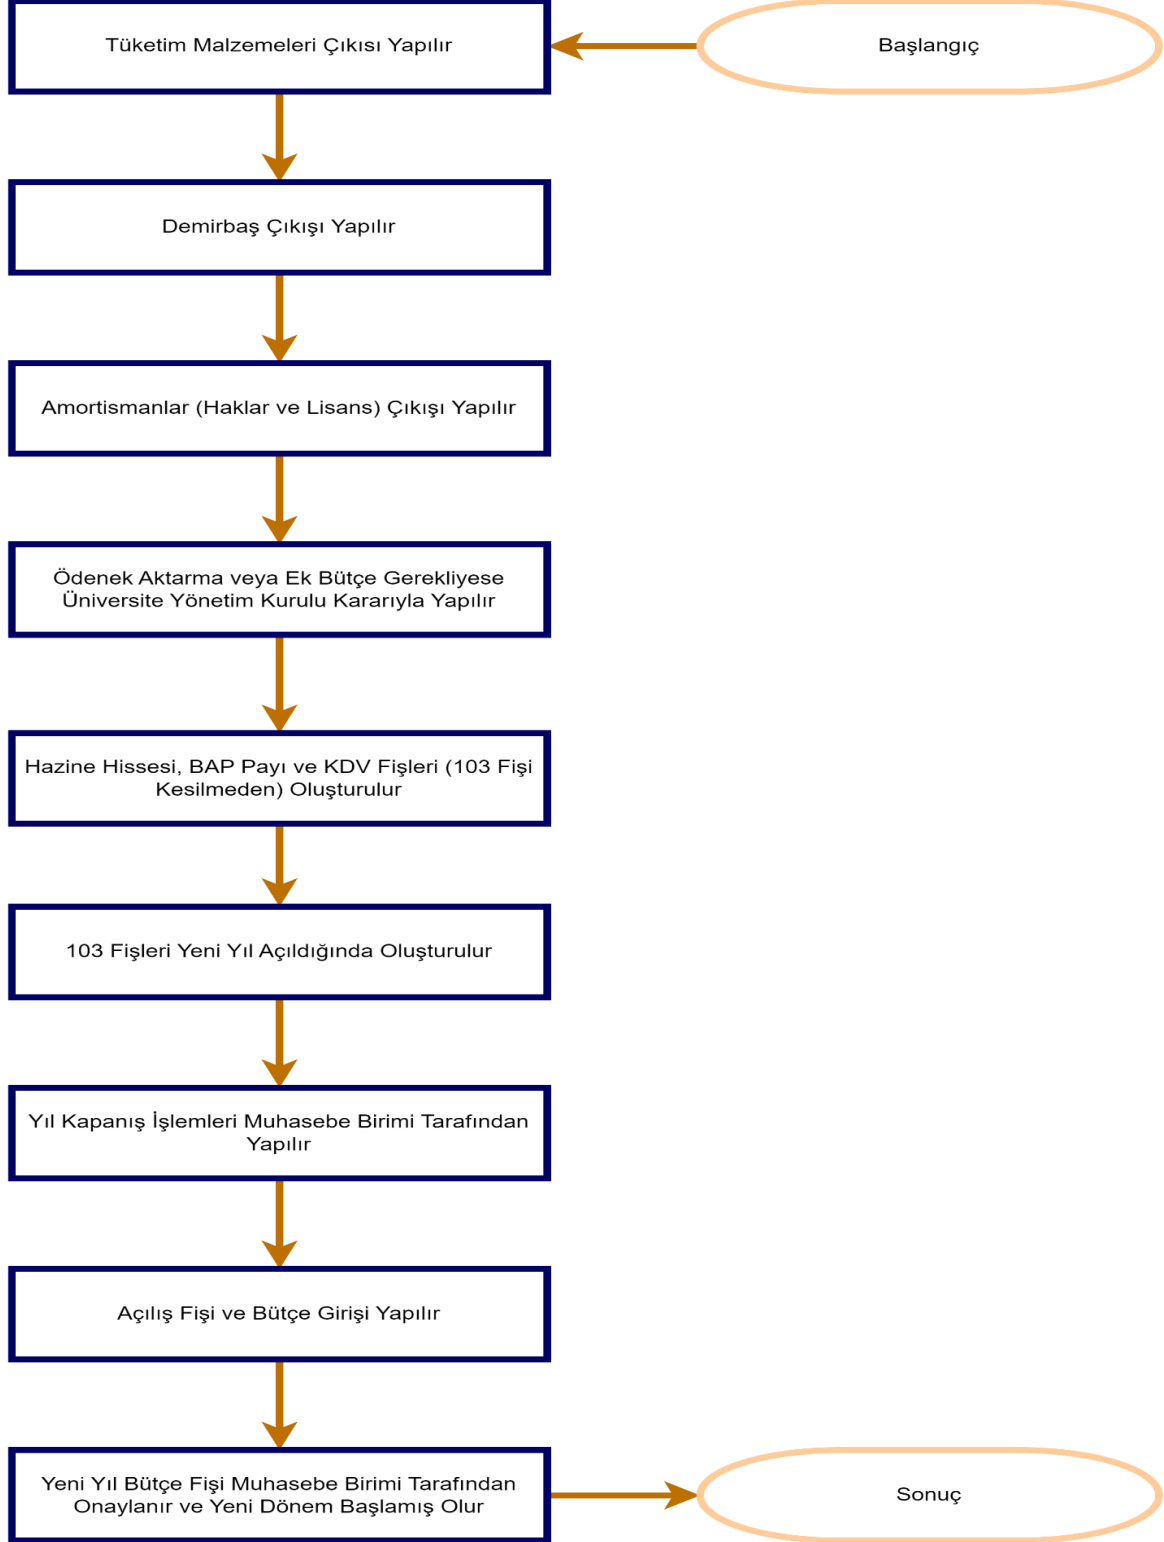 Başlangıç
Tüketim Malzemeleri Çıkısı Yapılır
Demirbaş Çıkışı Yapılır
Amortismanlar (Haklar ve Lisans) Çıkışı Yapılır
Ödenek Aktarma veya Ek Bütçe Gerekliyese
Üniversite Yönetim Kurulu Kararıyla Yapılır
Hazine Hissesi, BAP Payı ve KDV Fişleri (103 Fişi
Kesilmeden) Oluşturulur
103 Fişleri Yeni Yıl Açıldığında Oluşturulur
Yıl Kapanış İşlemleri Muhasebe Birimi Tarafından
Yapılır
Açılış Fişi ve Bütçe Girişi Yapılır
Yeni Yıl Bütçe Fişi Muhasebe Birimi Tarafından
Onaylanır ve Yeni Dönem Başlamış Olur
Sonuç